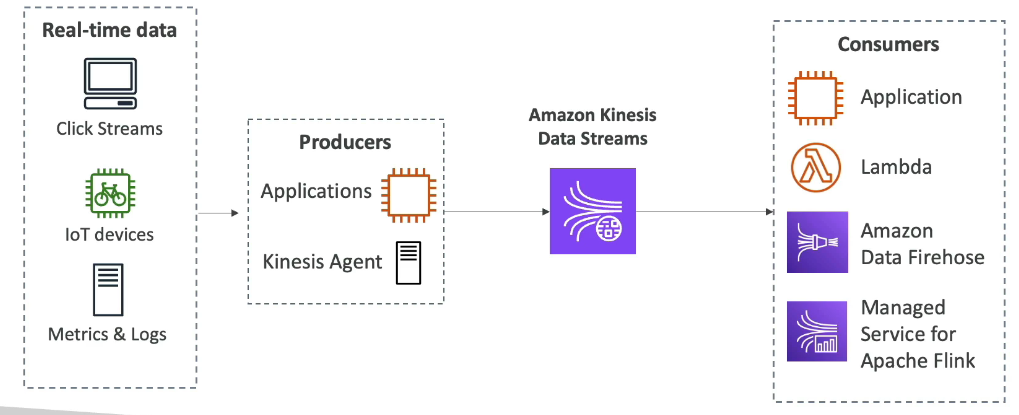 Real-time data
Click Streams
IoT devices
Metrics & Logs
Producers
Applications
Kinesis Agent
Amazon Kinesis
Data Streams
Consumers
Application
Lambda
Amazon
Data Firehose
Managed
Service for
Apache Flink